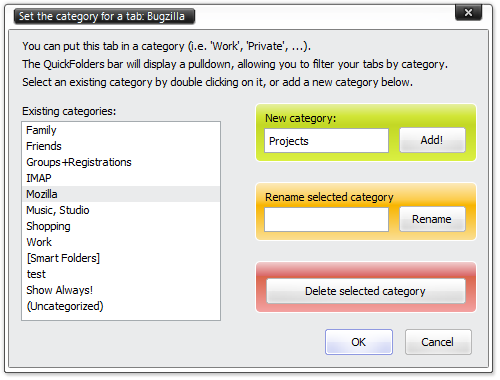 Set the category for a tab: Bugzilla
You can put this tab in a category (i.e. 'Work', 'Private', ...).
The QuickFolders bar will display a pulldown, allowing you to filter your tabs by category.
Select an existing category by double clicking on it, or add a new category below.
Existing categories:
Family
Friends
Groups+Registrations
IMAP
Mozilla
Music, Studio
Shopping
Work
[Smart Folders]
test
Show Always!
(Uncategorized)
New category:
Projects
Add!
Rename selected category
Rename
Delete selected category
OK
Cancel